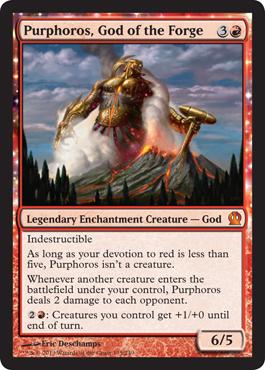 Purphoros, God of the Forge 3
Legendary Enchantment Creature — God
Indestructible
As long as your devotion to red is less than
five, Purphoros isn't a creature.
Whenever another creature enters the
battlefield under your control, Purphoros
deals 2 damage to each opponent.
2 : Creatures you control get +1/+0 until
end of turn.
6/5
Eric Deschamps